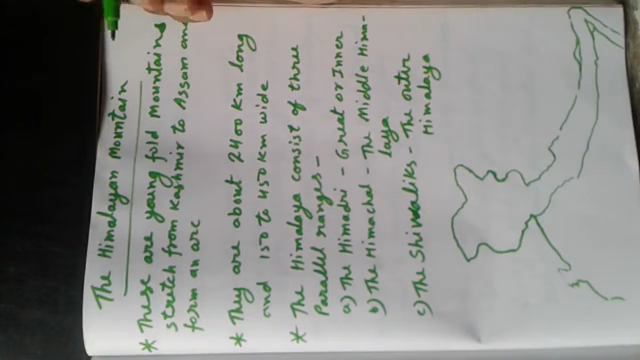 The Himalayan Mountain
* These are young fold mountains
stretch from Kashmir to Assam and
form an arc
* They are about 2400 Km long
and 150 to 450 Km wide
* The Himalaya consist of three
Parallel ranges -
a) The Himadri - Great or Inner
b) The Himachal - The Middle Hima-
laya
c) The Shiwaliks - The outer
Himalaya